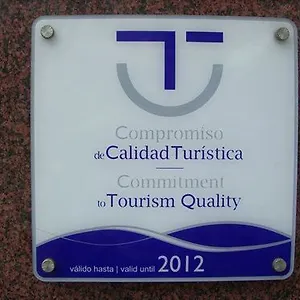 Compromiso
de Calidad Turística
Commitment
to Tourism Quality
válido hasta | valid until 2012